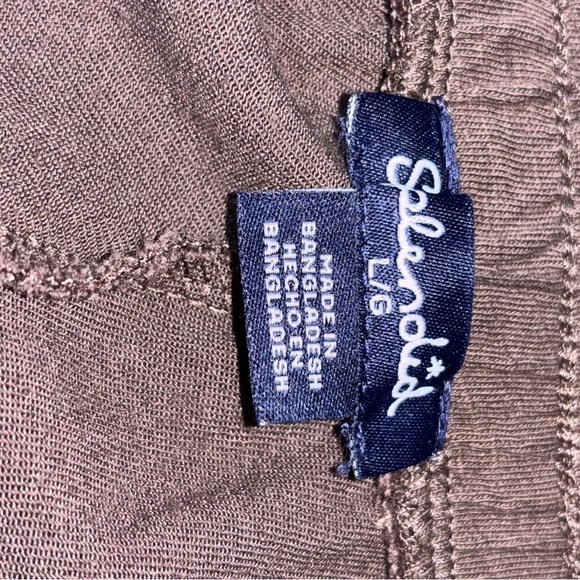 Splendid
L/G
MADE IN
BANGLADESH
HECHO EN
BANGLADESH